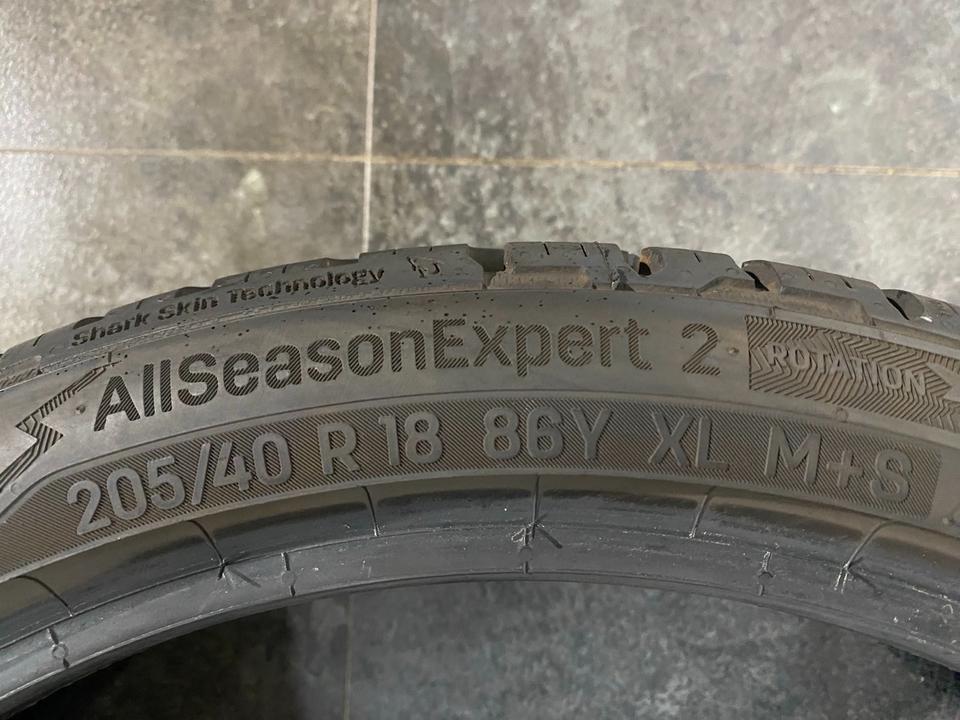 Shark Skin Technology
AllSeasonExpert 2
ROTATION
205/40 R 18 86Y XL M+S